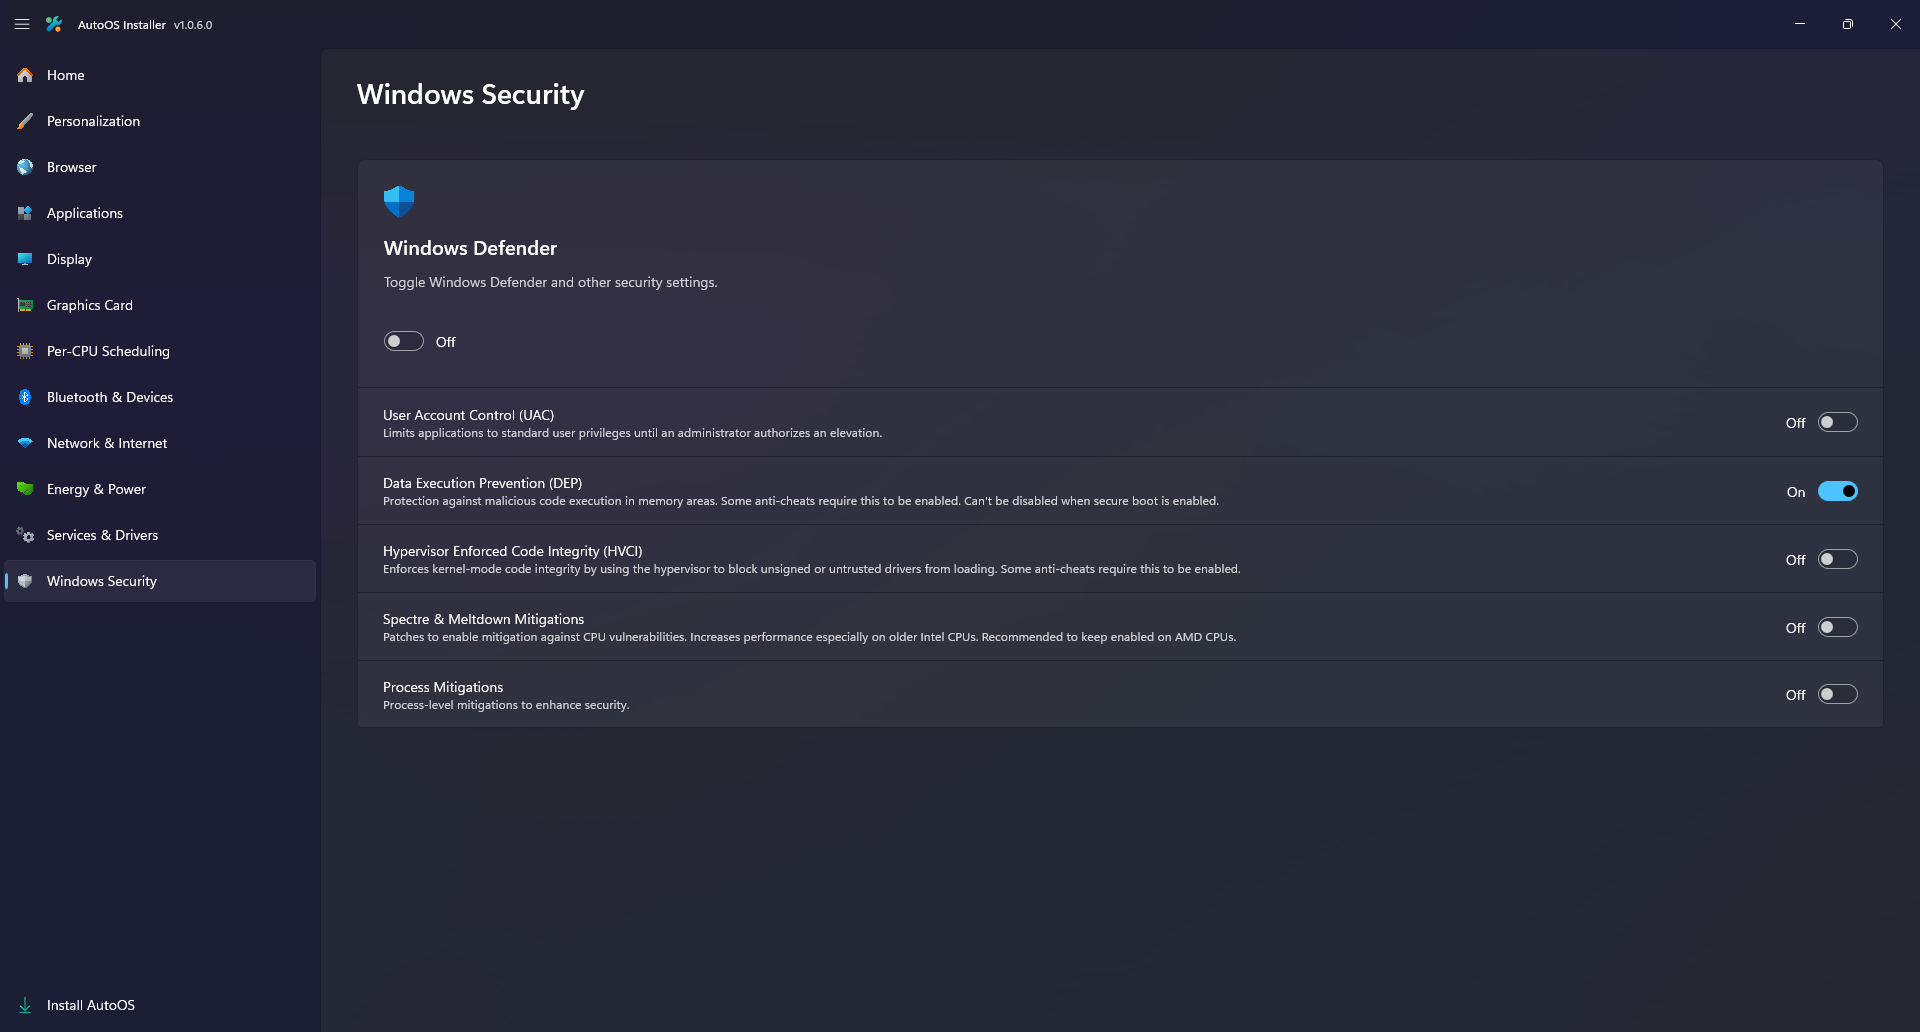 AutoOS Installer v1.0.6.0
Home
Personalization
Browser
Applications
Display
Graphics Card
Per-CPU Scheduling
Bluetooth & Devices
Network & Internet
Energy & Power
Services & Drivers
Windows Security
Install AutoOS
Windows Security
Windows Defender
Toggle Windows Defender and other security settings.
Off
User Account Control (UAC)
Limits applications to standard user privileges until an administrator authorizes an elevation.
Off
Data Execution Prevention (DEP)
Protection against malicious code execution in memory areas. Some anti-cheats require this to be enabled. Can't be disabled when secure boot is enabled.
On
Hypervisor Enforced Code Integrity (HVCI)
Enforces kernel-mode code integrity by using the hypervisor to block unsigned or untrusted drivers from loading. Some anti-cheats require this to be enabled.
Off
Spectre & Meltdown Mitigations
Patches to enable mitigation against CPU vulnerabilities. Increases performance especially on older Intel CPUs. Recommended to keep enabled on AMD CPUs.
Off
Process Mitigations
Process-level mitigations to enhance security.
Off